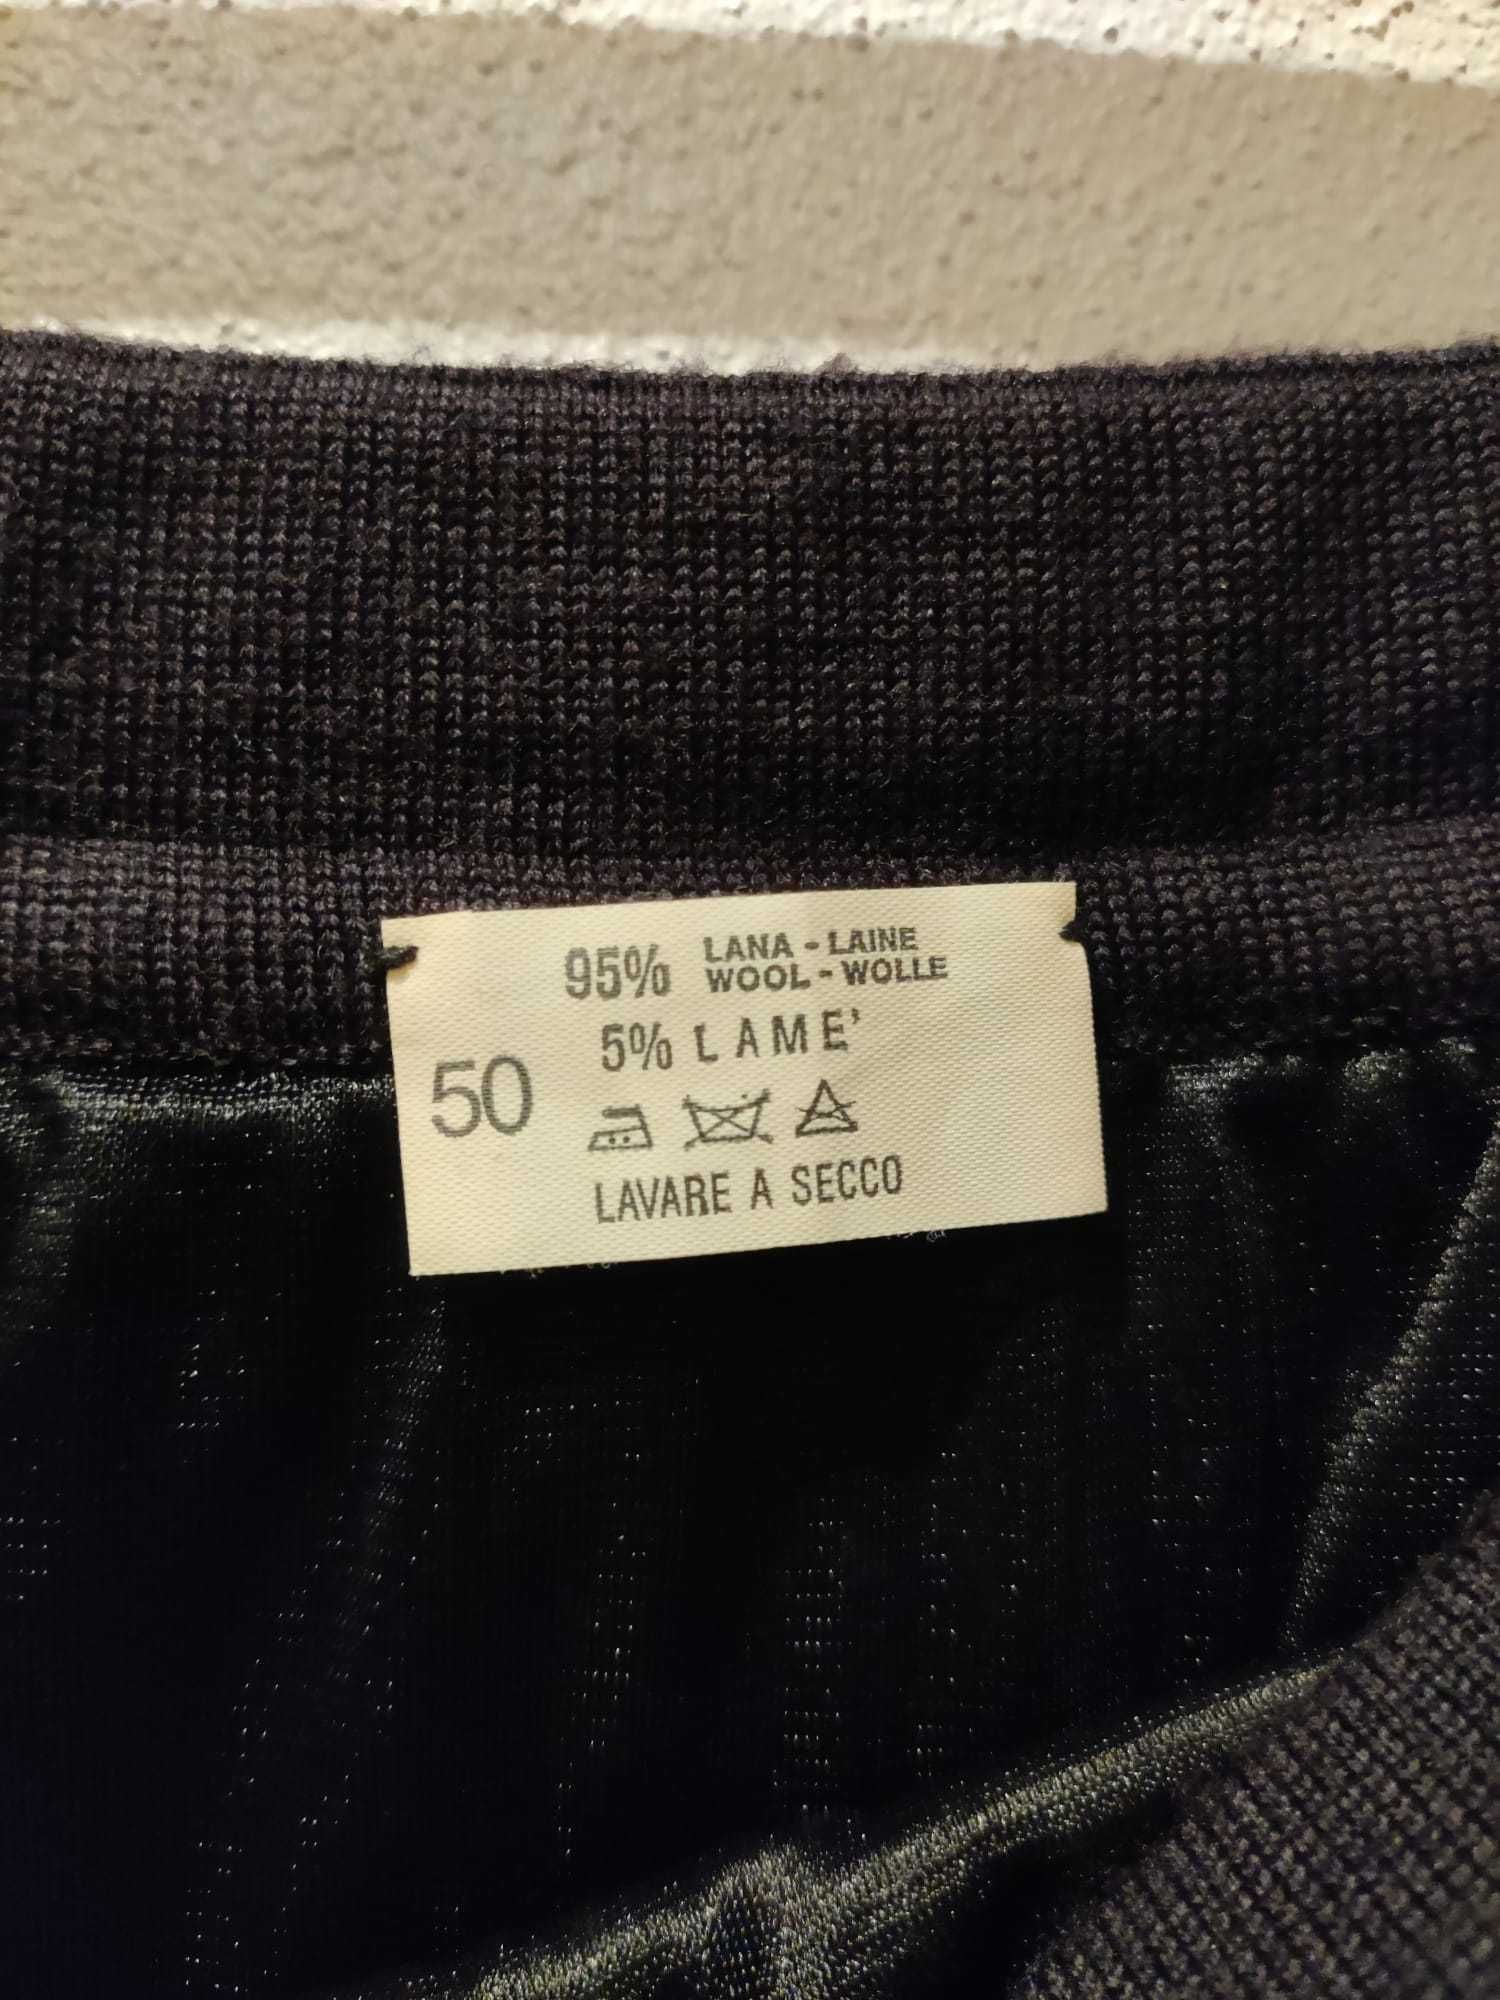 95% LANA - LAINE
WOOL - WOLLE
5% LAME'
50
LAVARE A SECCO